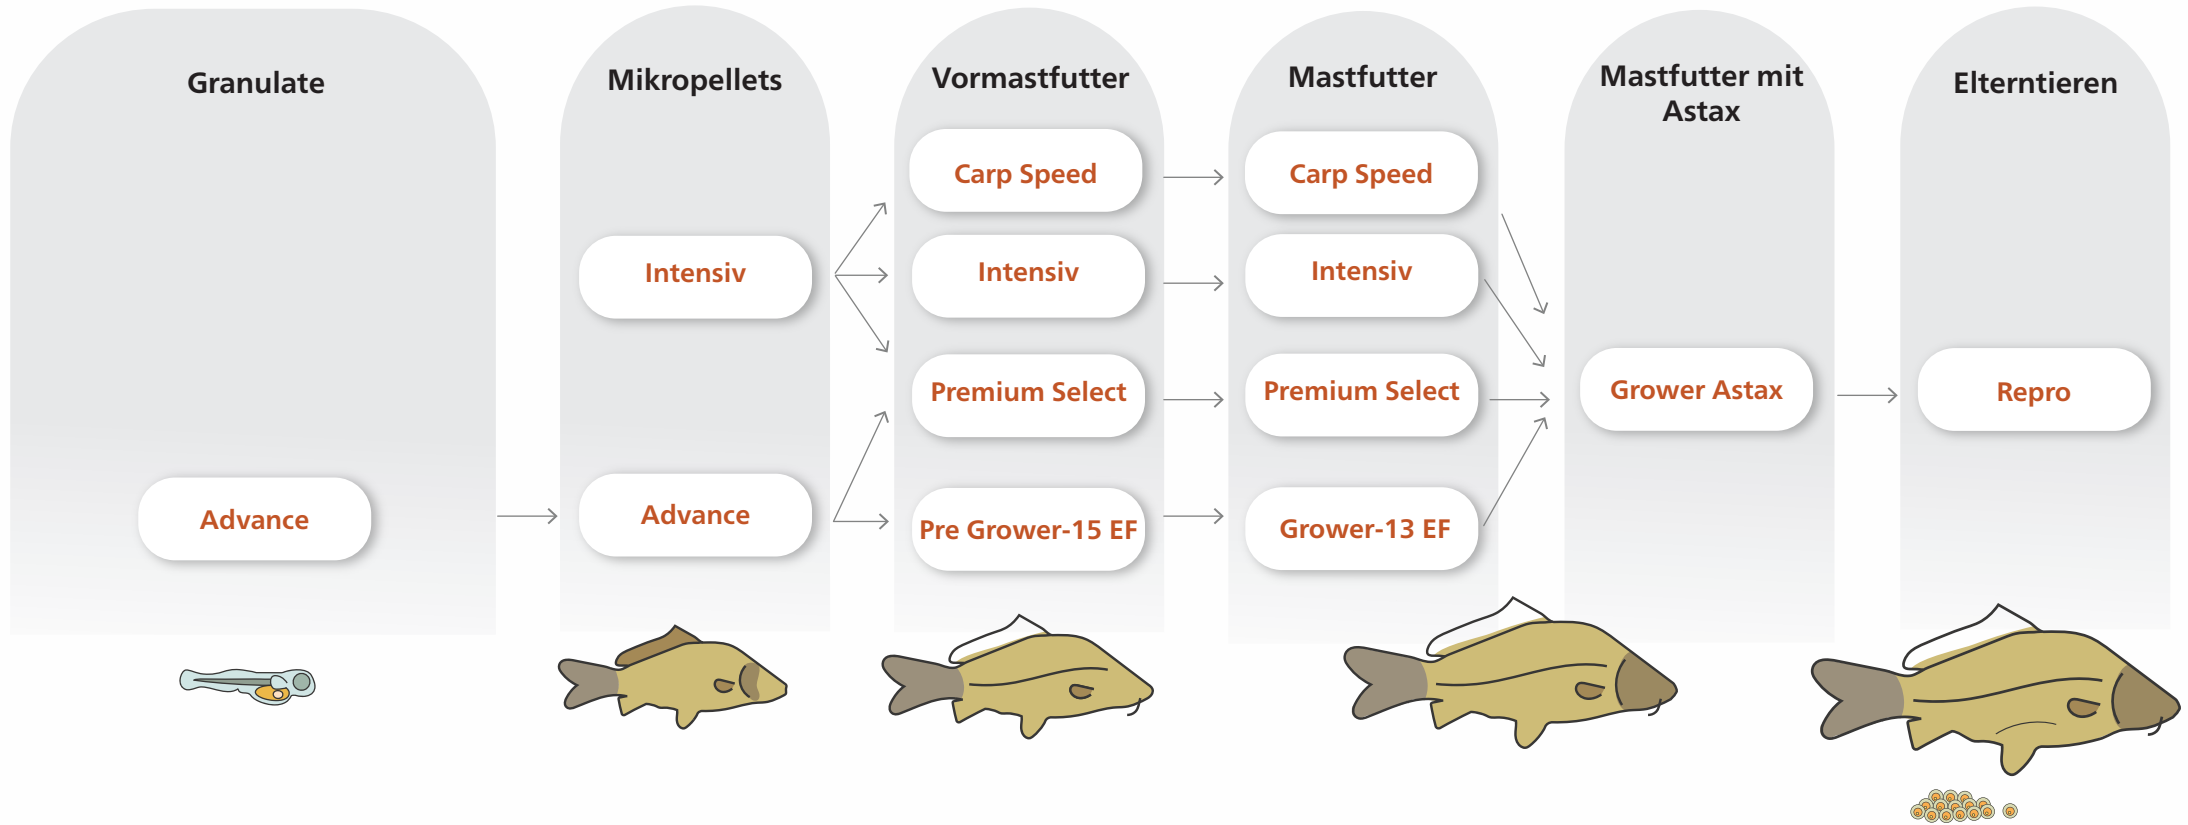 Granulate
Advance
Mikropellets
Intensiv
Advance
Vormastfutter
Carp Speed
Intensiv
Premium Select
Pre Grower-15 EF
Mastfutter
Carp Speed
Intensiv
Premium Select
Grower-13 EF
Mastfutter mit
Astax
Grower Astax
Elterntieren
Repro